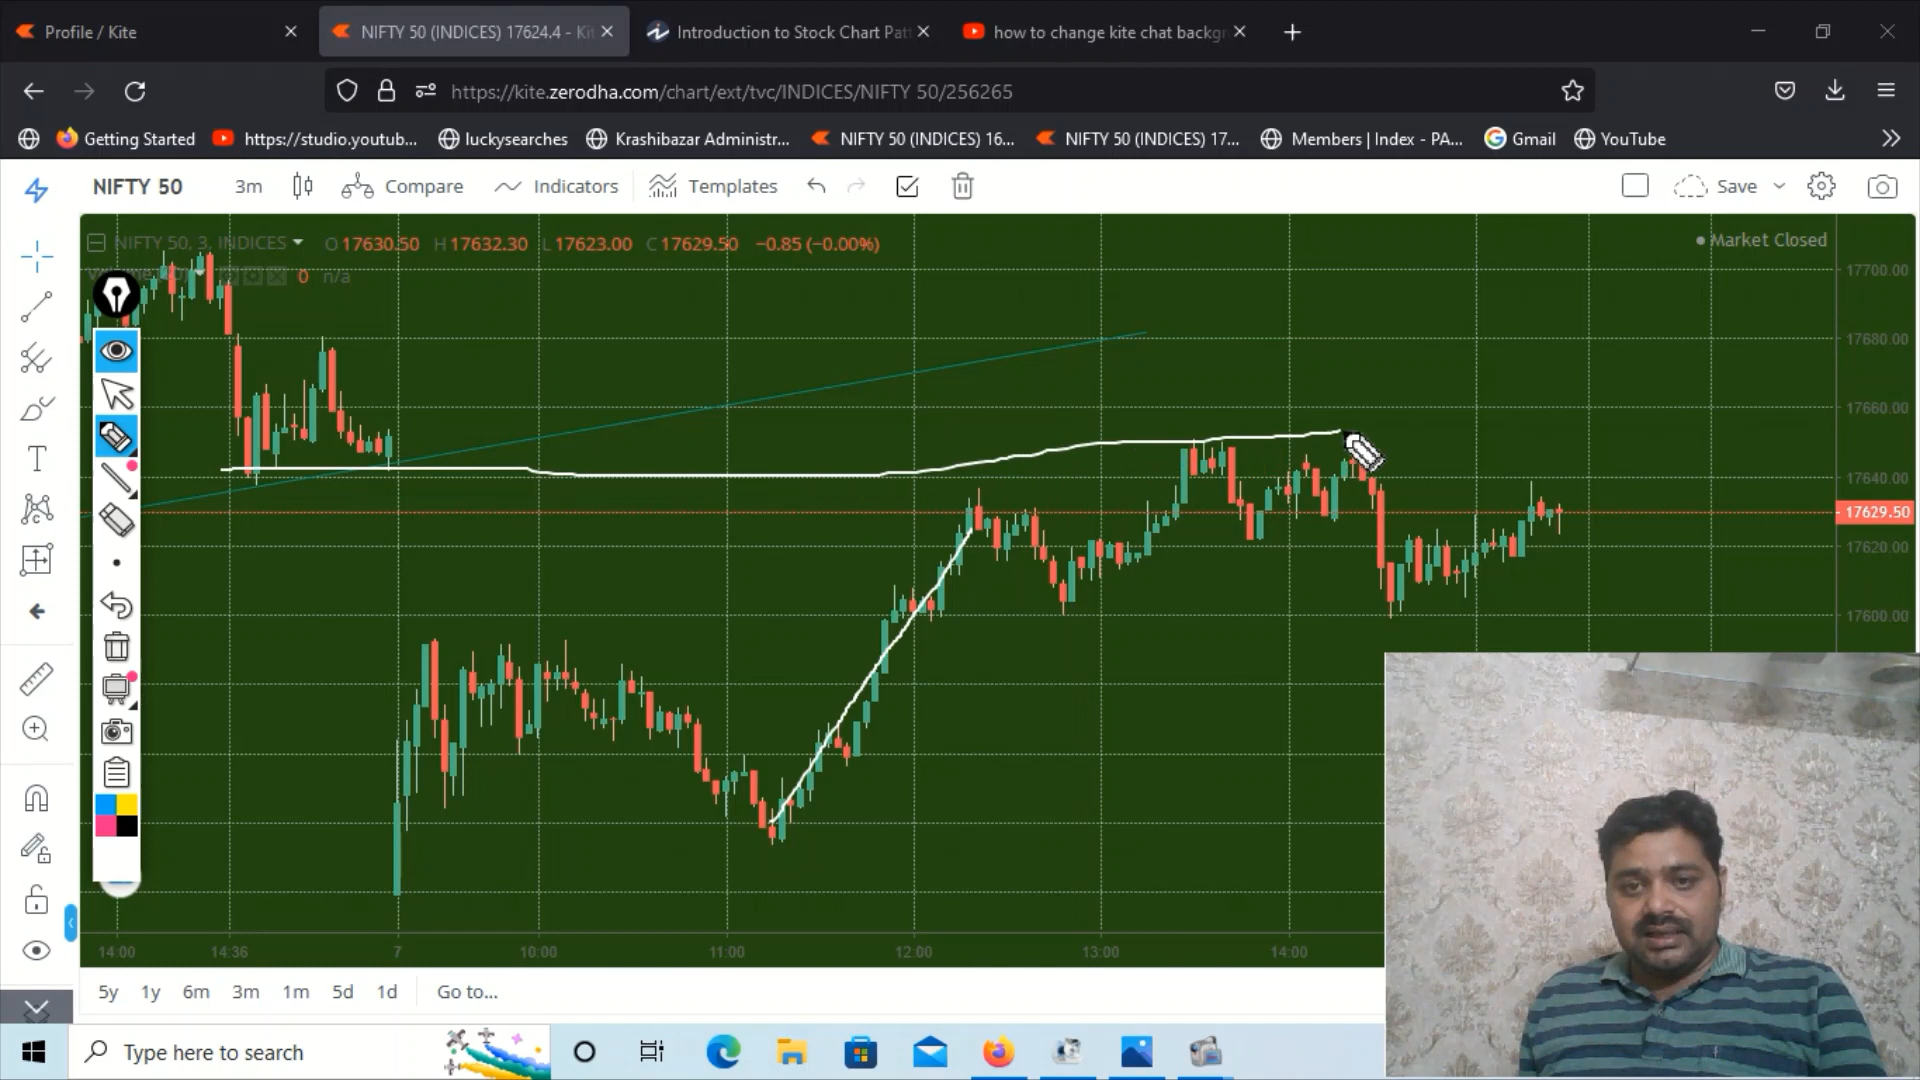 Profile / Kite
NIFTY 50 (INDICES) 17624.4 - Kit
Introduction to Stock Chart Patt
how to change kite chat backgr
https://kite.zerodha.com/chart/ext/tvc/INDICES/NIFTY 50/256265
Getting Started
https://studio.youtub...
luckysearches
Krashibazar Administr...
NIFTY 50 (INDICES) 16...
NIFTY 50 (INDICES) 17...
Members | Index - PA...
Gmail
YouTube
NIFTY 50
3m
Compare
Indicators
Templates
Save
NIFTY 50, 3, INDICES
O 17630.50 H 17632.30 L 17623.00 C 17629.50 −0.85 (−0.00%)
Market Closed
0 n/a
17700.00
17680.00
17660.00
17640.00
17629.50
17620.00
17600.00
14:00
14:36
7
10:00
11:00
12:00
13:00
14:00
5y 1y 6m 3m 1m 5d 1d Go to...
Type here to search